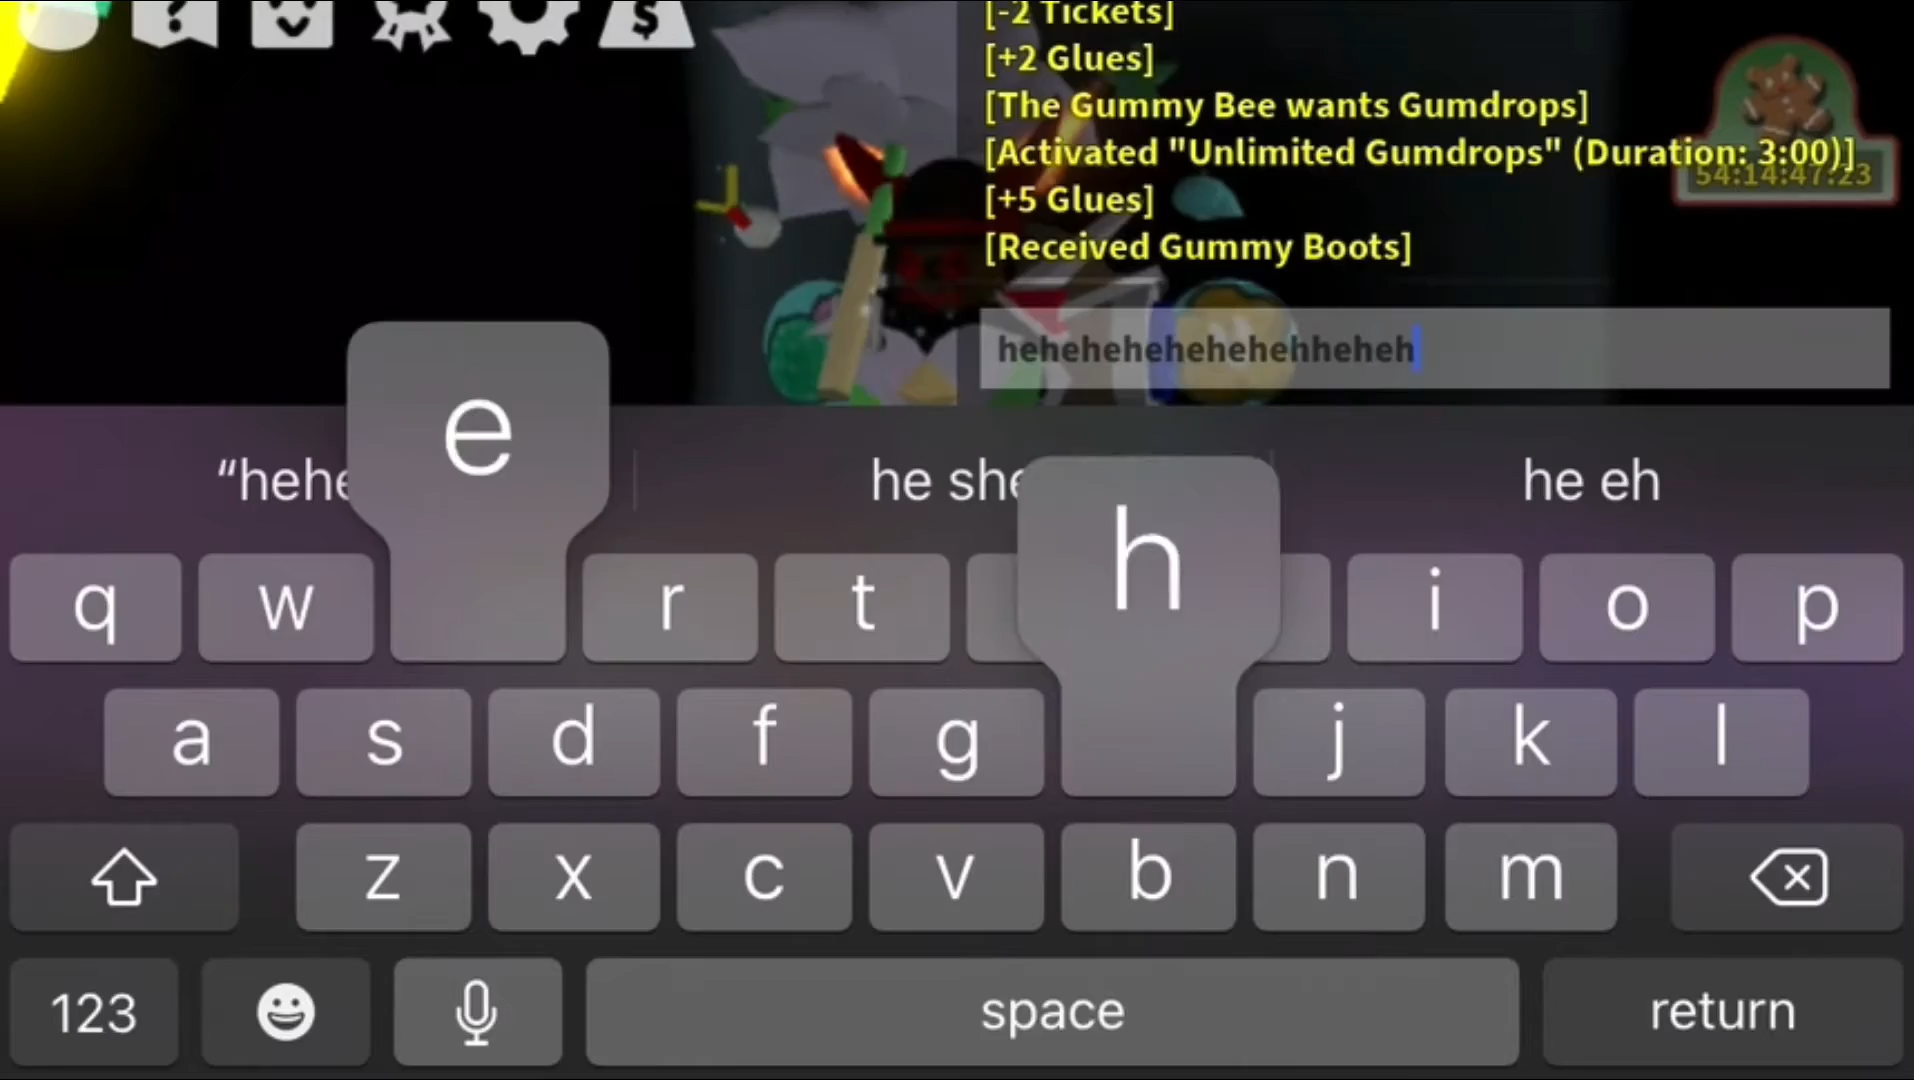 [-2 Tickets]
[+2 Glues]
[The Gummy Bee wants Gumdrops]
[Activated "Unlimited Gumdrops" (Duration: 3:00)]
54:14:47:23
[+5 Glues]
[Received Gummy Boots]
hehehehehehehehheheh
e
h
“hehe
he she
he eh
q w r t i o p
a s d f g j k l
z x c v b n m
123 space return